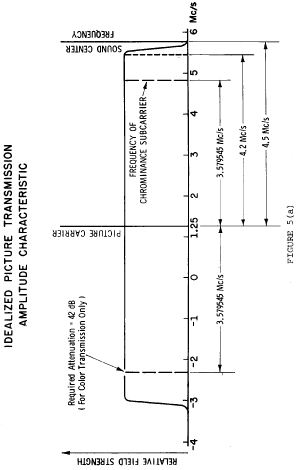 IDEALIZED PICTURE TRANSMISSION
AMPLITUDE CHARACTERISTIC
RELATIVE FIELD STRENGTH
Required Attenuation = 42 dB
( For Color Transmission Only )
PICTURE CARRIER
FREQUENCY OF
CHROMINANCE SUBCARRIER
SOUND CENTER
FREQUENCY
-4
-3
-2
-1
0
1.25
2
3
4
5
6 Mc/s
3.579545 Mc/s
3.579545 Mc/s
4.2 Mc/s
4.5 Mc/s
FIGURE 5(a)